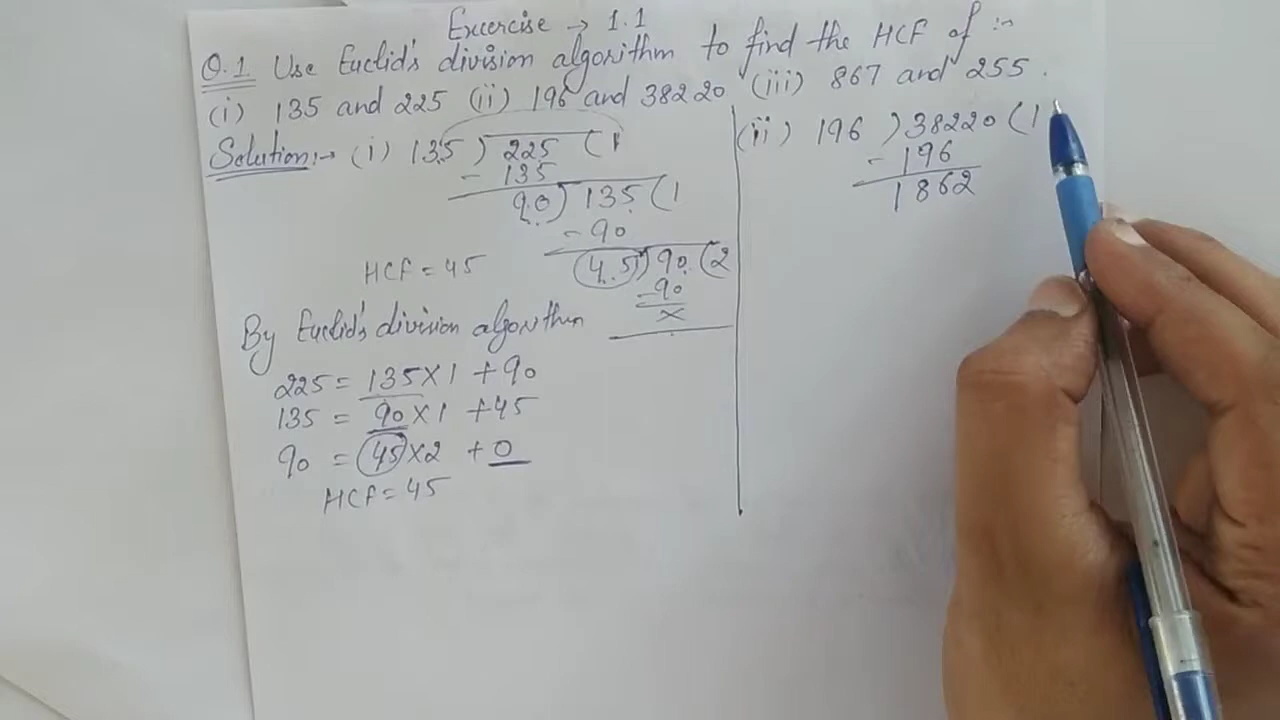 Excercise → 1.1
Q.1. Use Euclid's division algorithm to find the HCF of :-
(i) 135 and 225 (ii) 196 and 38220 (iii) 867 and 255.
Solution:→ (i) 135 ) 225 ( 1
- 135
90 ) 135 ( 1
- 90
45 ) 90 ( 2
- 90
x
HCF = 45
By Euclid's division algorithm
225 = 135 × 1 + 90
135 = 90 × 1 + 45
90 = 45 × 2 + 0
HCF = 45
(ii) 196 ) 38220 ( 1
- 196
1862